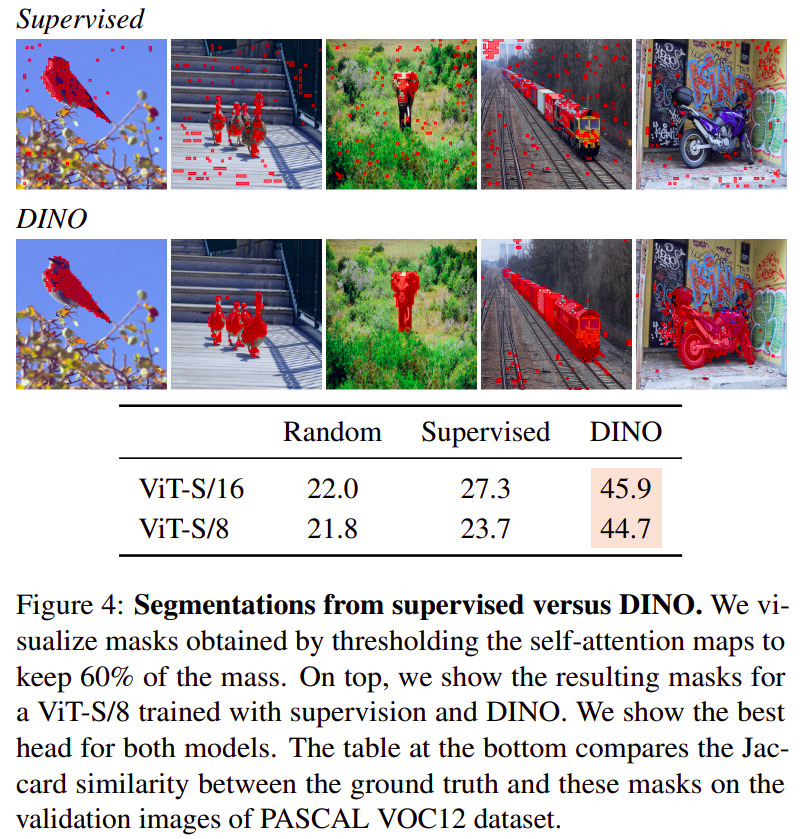 Supervised
DINO
Random Supervised DINO
ViT-S/16 22.0 27.3 45.9
ViT-S/8 21.8 23.7 44.7
Figure 4: Segmentations from supervised versus DINO. We vi-
sualize masks obtained by thresholding the self-attention maps to
keep 60% of the mass. On top, we show the resulting masks for
a ViT-S/8 trained with supervision and DINO. We show the best
head for both models. The table at the bottom compares the Jac-
card similarity between the ground truth and these masks on the
validation images of PASCAL VOC12 dataset.